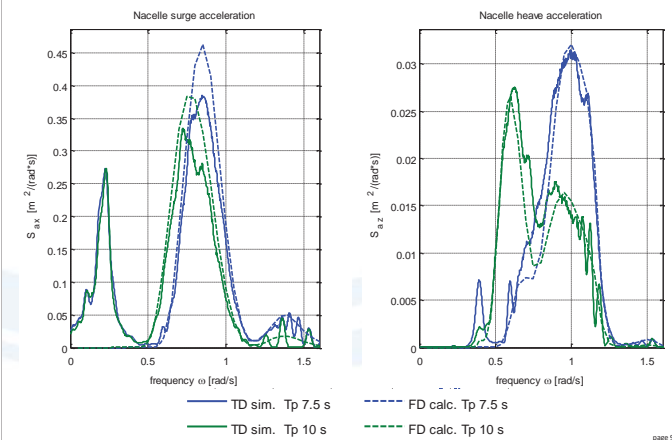 Nacelle surge acceleration
0.45
0.4
0.35
0.3
0.25
0.2
0.15
0.1
0.05
0
S a x [m 2/(rad*s)]
0 0.5 1 1.5
frequency ω [rad/s]
Nacelle heave acceleration
0.03
0.025
0.02
0.015
0.01
0.005
0
S a z [m 2/(rad*s)]
0 0.5 1 1.5
frequency ω [rad/s]
TD sim. Tp 7.5 s FD calc. Tp 7.5 s
TD sim. Tp 10 s FD calc. Tp 10 s